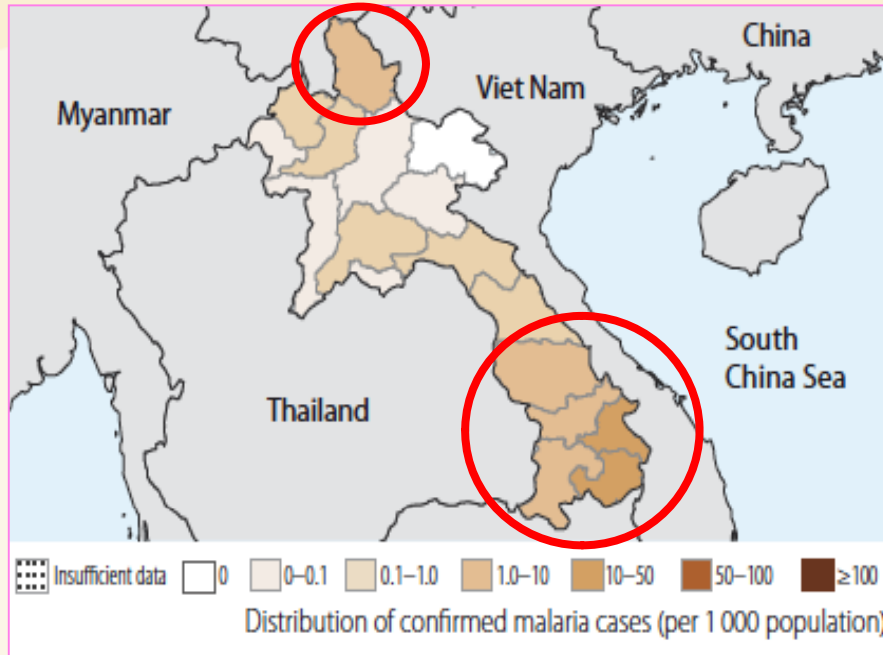 China
Viet Nam
Myanmar
South
China Sea
Thailand
Insufficient data 0 0–0.1 0.1–1.0 1.0–10 10–50 50–100 ≥100
Distribution of confirmed malaria cases (per 1 000 population)